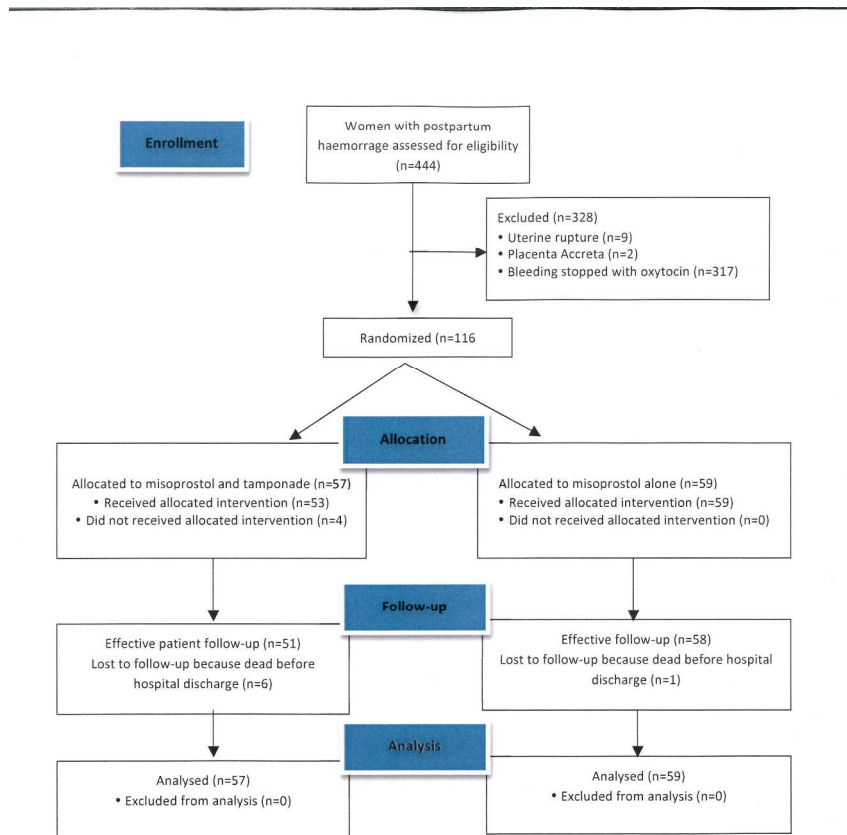 Enrollment
Women with postpartum
haemorrage assessed for eligibility
(n=444)
Excluded (n=328)
• Uterine rupture (n=9)
• Placenta Accreta (n=2)
• Bleeding stopped with oxytocin (n=317)
Randomized (n=116
Allocation
Allocated to misoprostol and tamponade (n=57)
• Received allocated intervention (n=53)
• Did not received allocated intervention (n=4)
Allocated to misoprostol alone (n=59)
• Received allocated intervention (n=59)
• Did not received allocated intervention (n=0)
Follow-up
Effective patient follow-up (n=51)
Lost to follow-up because dead before
hospital discharge (n=6)
Effective follow-up (n=58)
Lost to follow-up because dead before hospital
discharge (n=1)
Analysis
Analysed (n=57)
• Excluded from analysis (n=0)
Analysed (n=59)
• Excluded from analysis (n=0)